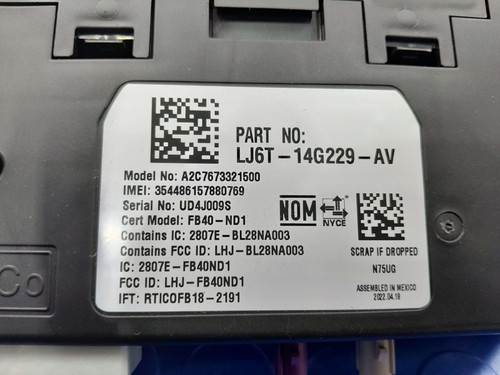 PART NO:
LJ6T-14G229-AV
Model No: A2C7673321500
IMEI: 354486157880769
Serial No: UD4J009S
Cert Model: FB40-ND1
Contains IC: 2807E-BL28NA003
Contains FCC ID: LHJ-BL28NA003
IC: 2807E-FB40ND1
FCC ID: LHJ-FB40ND1
IFT: RTICOFB18-2191
NOM
NYCE
SCRAP IF DROPPED
N75UG
ASSEMBLED IN MEXICO
2022.04.18
Co